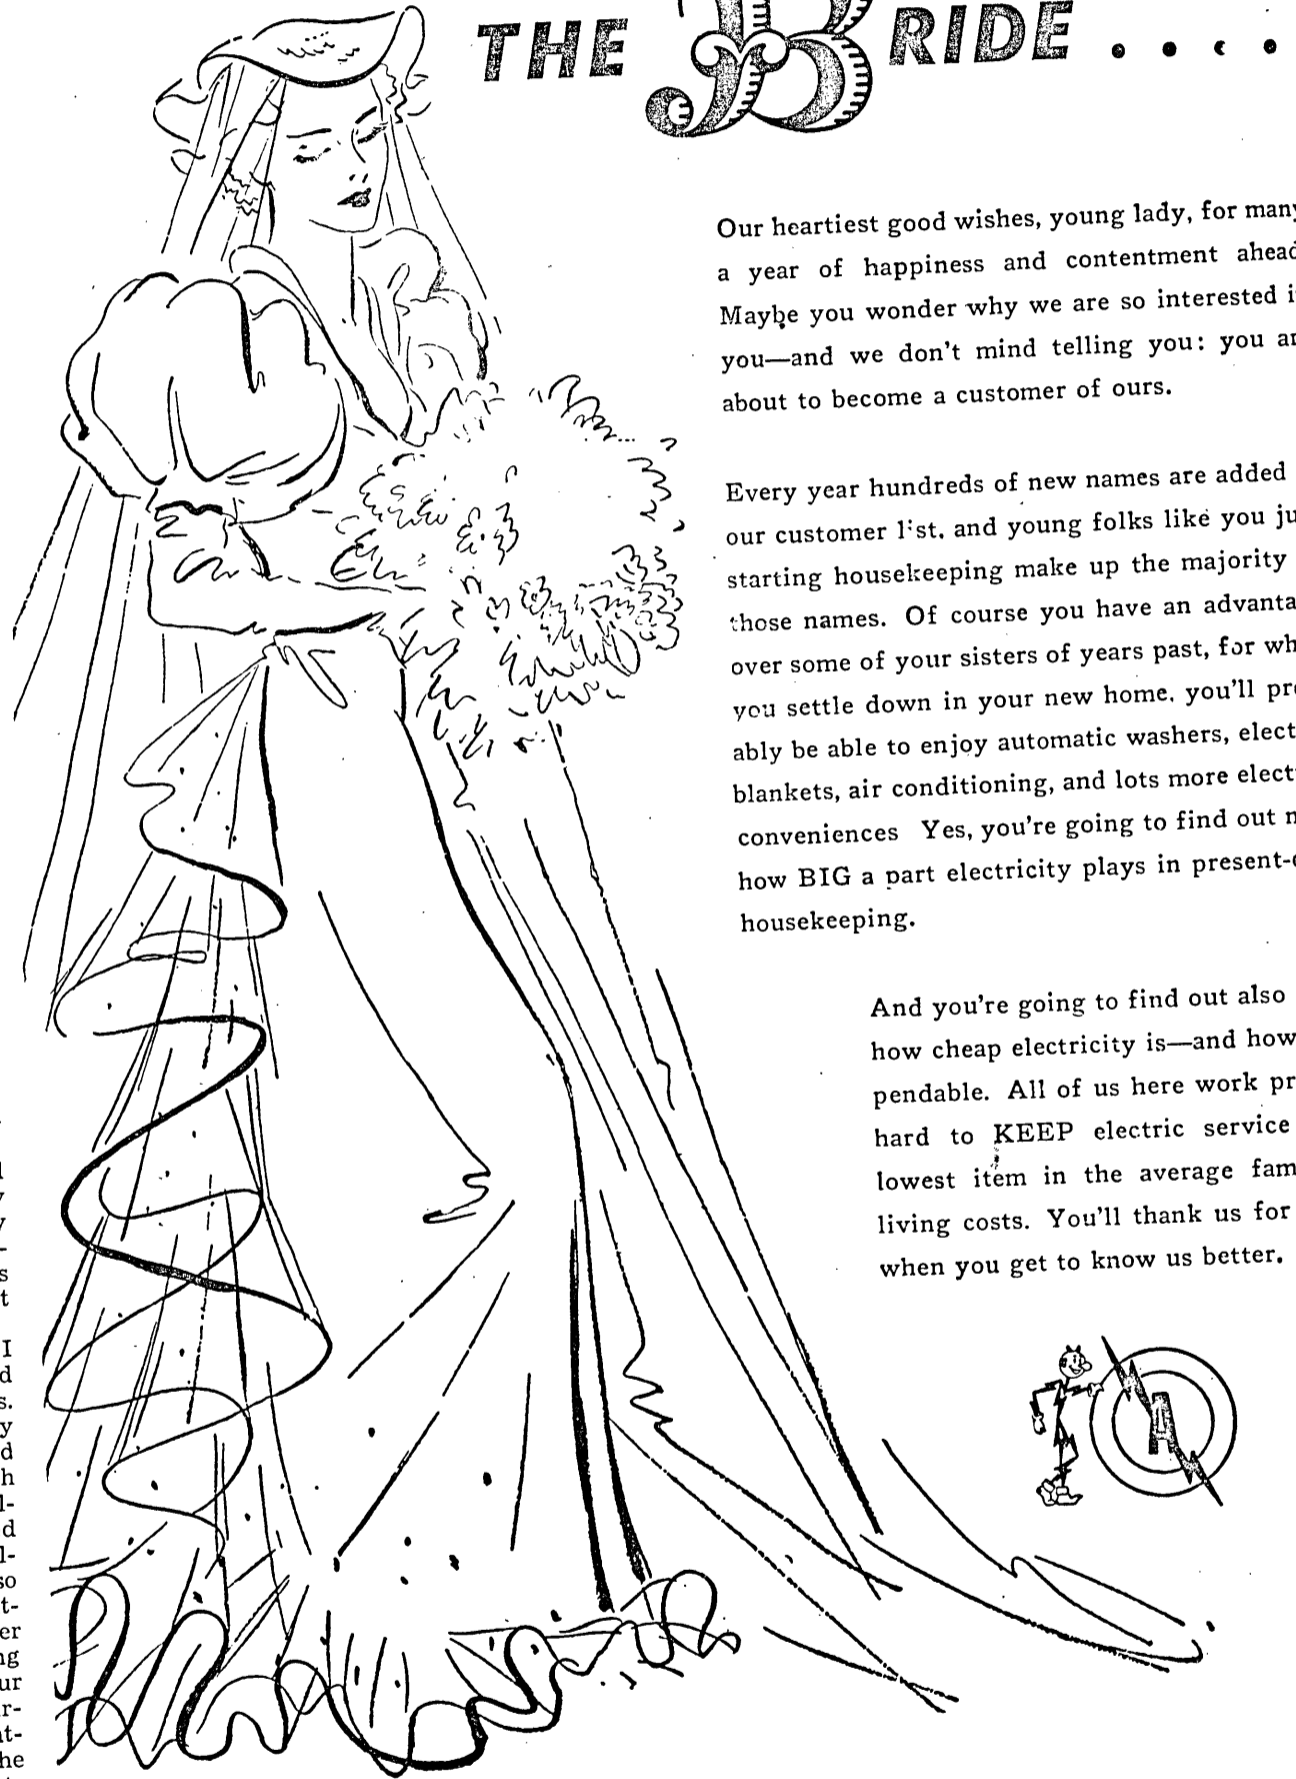 THE BRIDE . . . .
Our heartiest good wishes, young lady, for many
a year of happiness and contentment ahead
Maybe you wonder why we are so interested i
you—and we don't mind telling you: you ar
about to become a customer of ours.
Every year hundreds of new names are added
our customer list, and young folks like you ju
starting housekeeping make up the majority
those names. Of course you have an advanta
over some of your sisters of years past, for wh
you settle down in your new home, you'll pr
ably be able to enjoy automatic washers, elect
blankets, air conditioning, and lots more elect
conveniences Yes, you're going to find out n
how BIG a part electricity plays in present-
housekeeping.
And you're going to find out also
how cheap electricity is—and how
pendable. All of us here work pr
hard to KEEP electric service
lowest item in the average fam
living costs. You'll thank us for
when you get to know us better.
A
y
y
-
s
t
I
d
s.
y
d
h
l-
d
l-
so
t-
er
ng
ur
r-
nt-
he